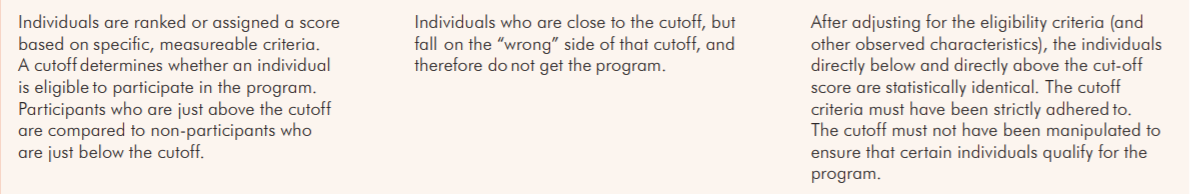 Individuals are ranked or assigned a score
based on specific, measureable criteria.
A cutoff determines whether an individual
is eligible to participate in the program.
Participants who are just above the cutoff
are compared to non-participants who
are just below the cutoff.
Individuals who are close to the cutoff, but
fall on the “wrong” side of that cutoff, and
therefore do not get the program.
After adjusting for the eligibility criteria (and
other observed characteristics), the individuals
directly below and directly above the cut-off
score are statistically identical. The cutoff
criteria must have been strictly adhered to.
The cutoff must not have been manipulated to
ensure that certain individuals qualify for the
program.